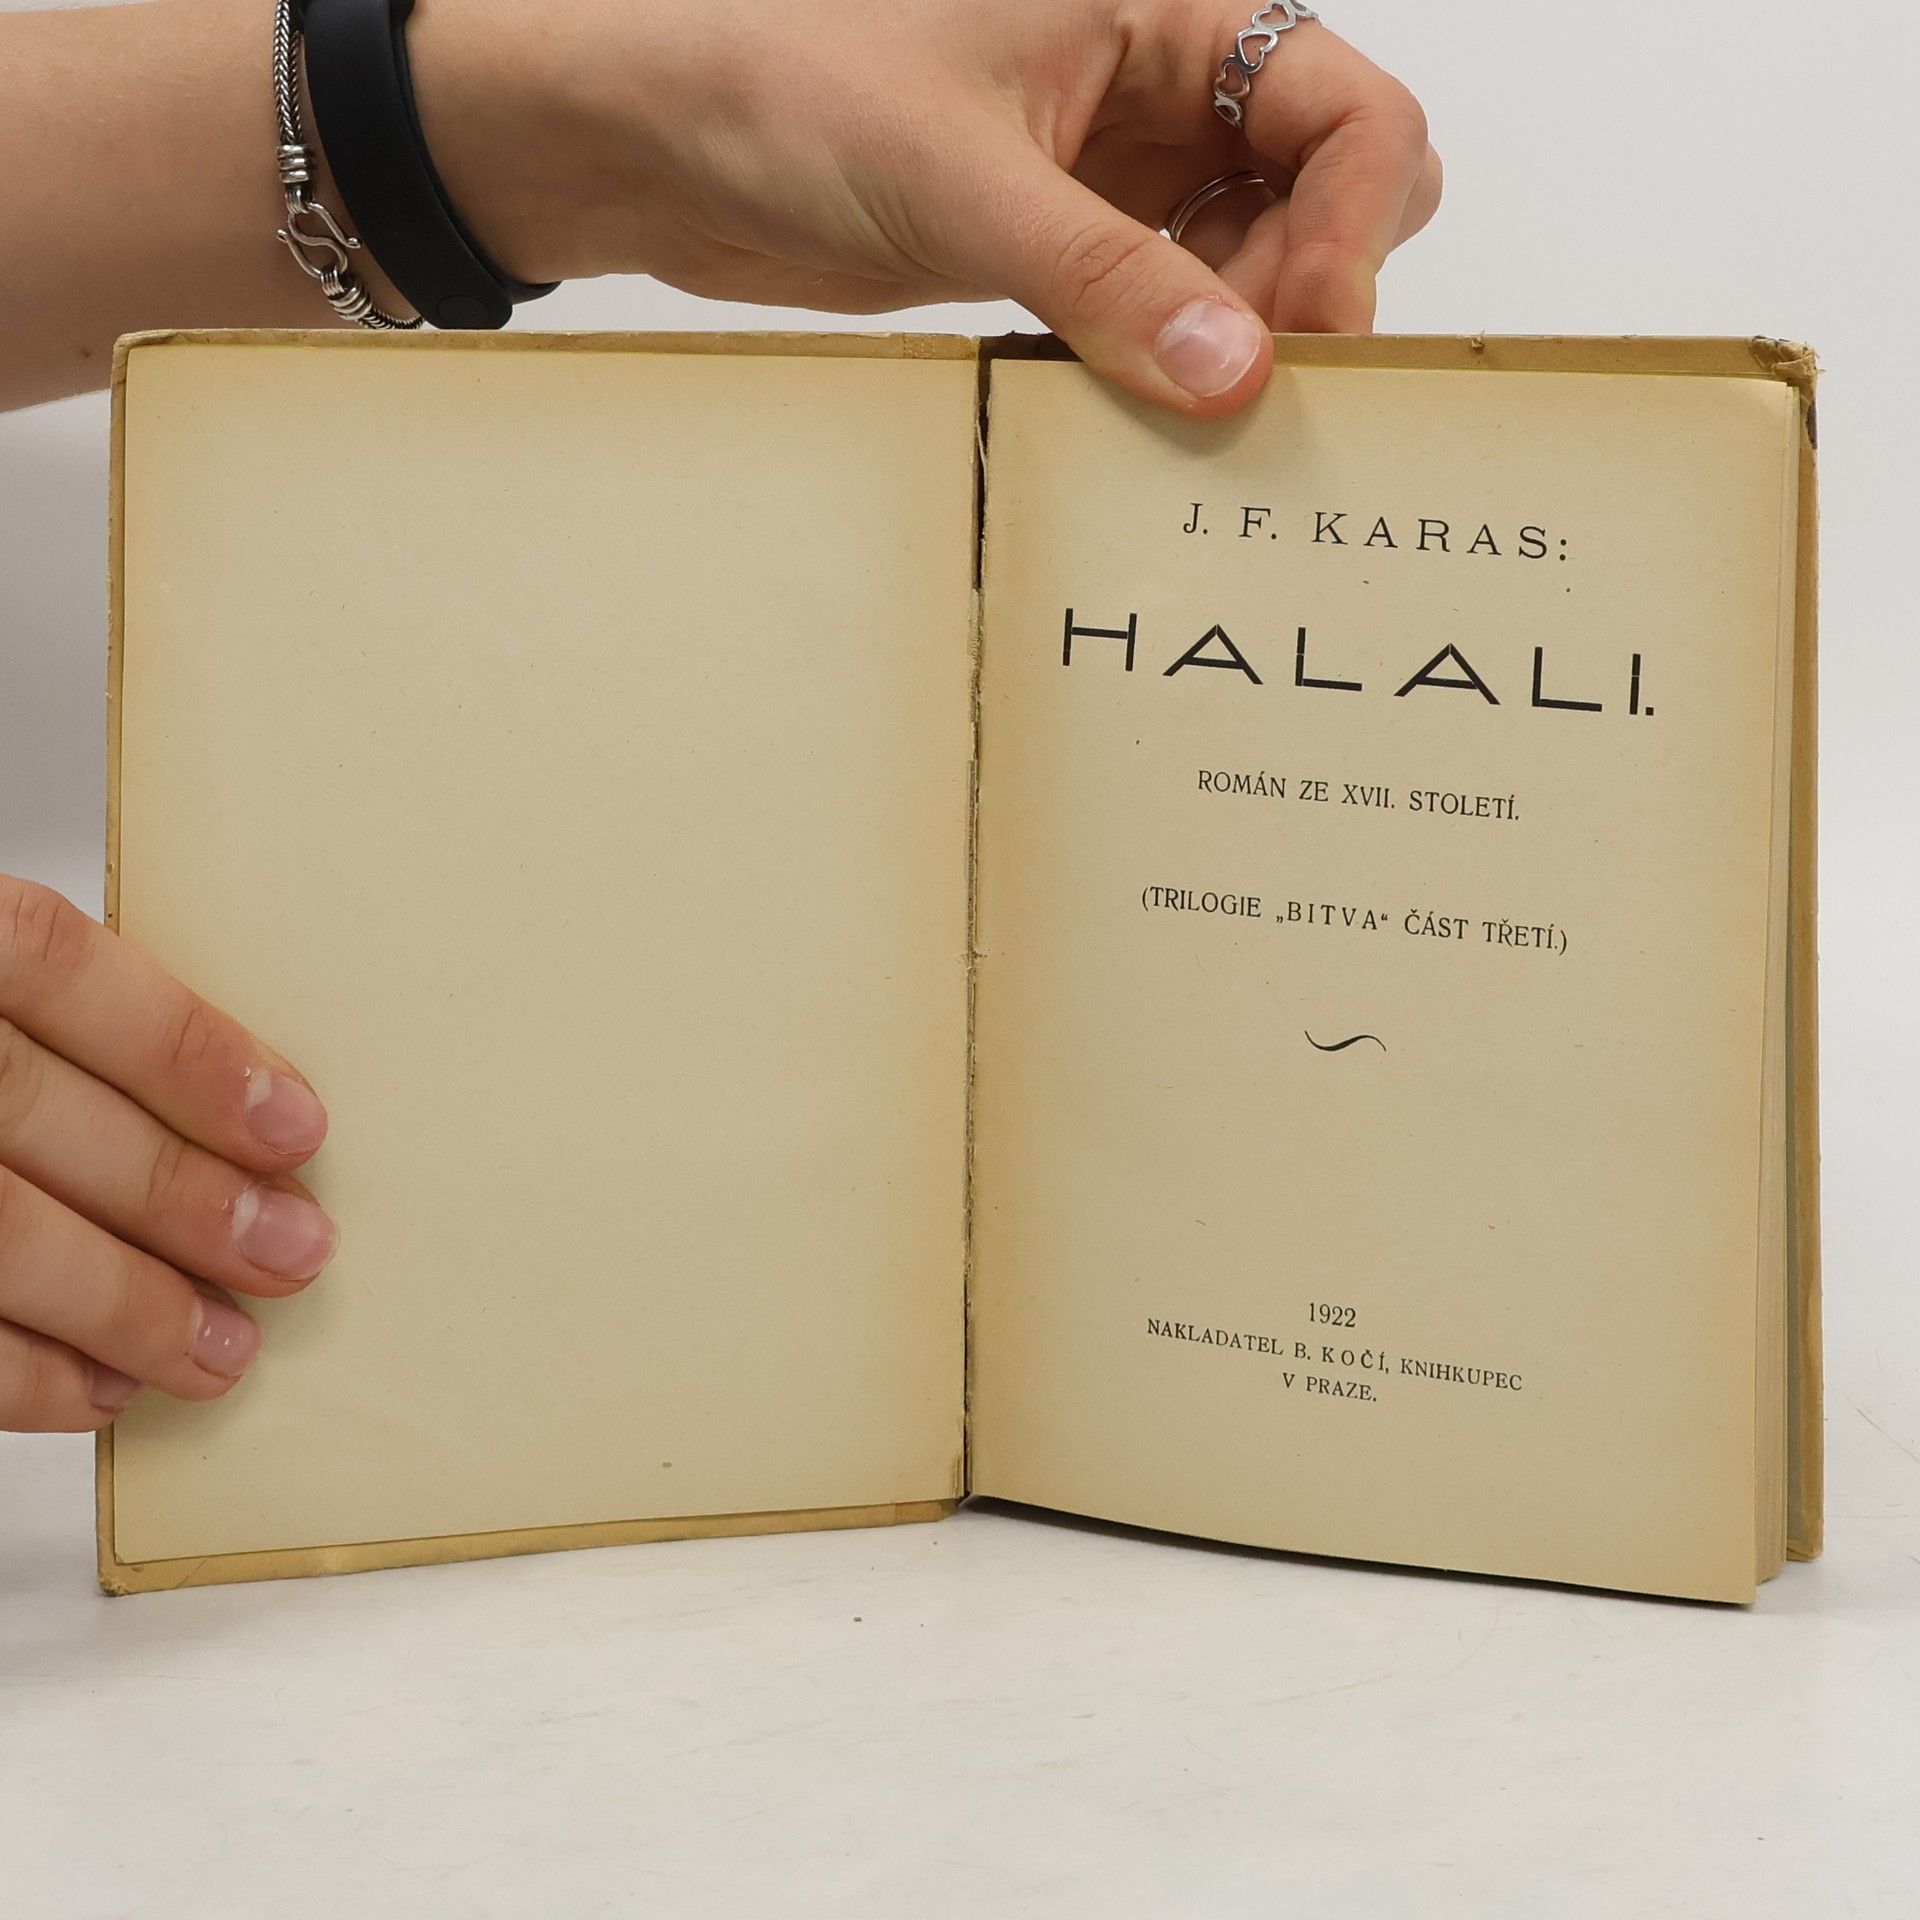 J. F. KARAS:
HALALI.
ROMÁN ZE XVII. STOLETÍ.
(TRILOGIE „BITVA“ ČÁST TŘETÍ.)
1922
NAKLADATEL B. KOČÍ, KNIHKUPEC
V PRAZE.